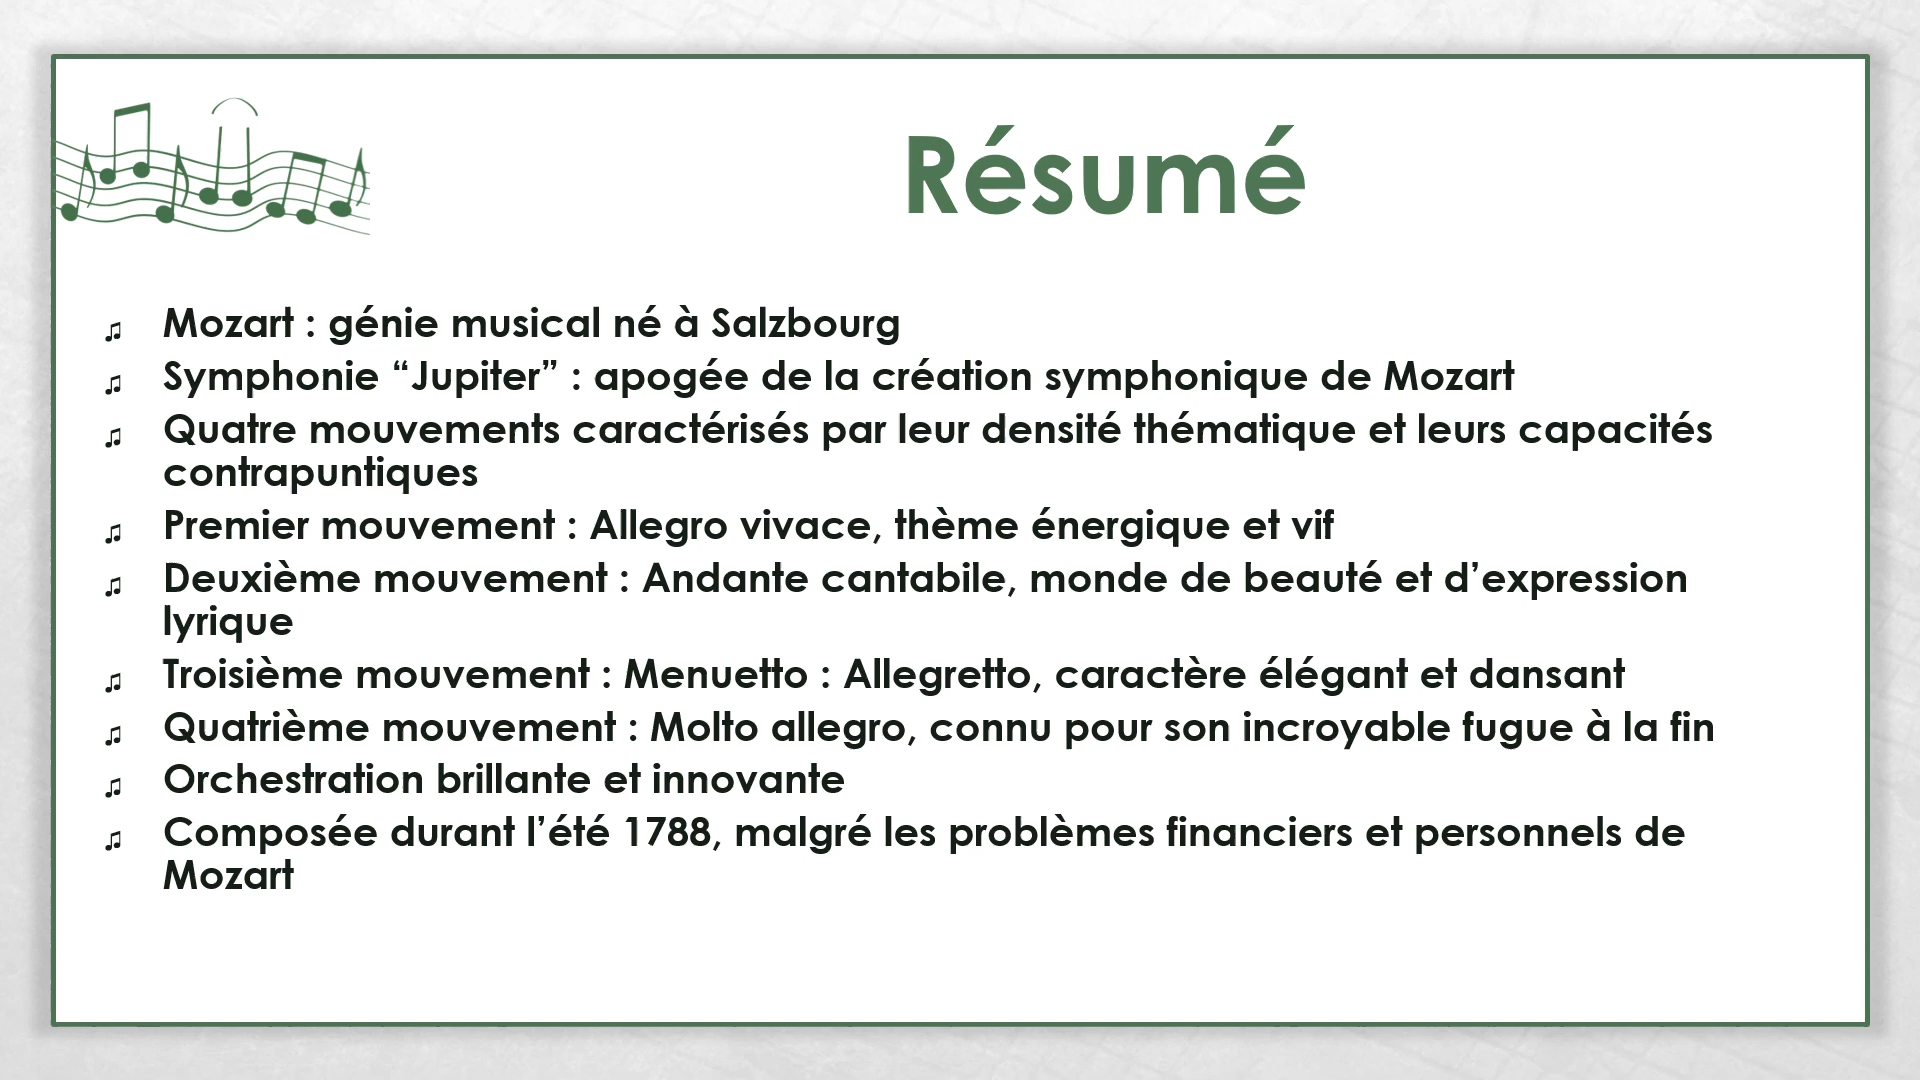 Résumé
♫ Mozart : génie musical né à Salzbourg
♫ Symphonie “Jupiter” : apogée de la création symphonique de Mozart
♫ Quatre mouvements caractérisés par leur densité thématique et leurs capacités
contrapuntiques
♫ Premier mouvement : Allegro vivace, thème énergique et vif
♫ Deuxième mouvement : Andante cantabile, monde de beauté et d’expression
lyrique
♫ Troisième mouvement : Menuetto : Allegretto, caractère élégant et dansant
♫ Quatrième mouvement : Molto allegro, connu pour son incroyable fugue à la fin
♫ Orchestration brillante et innovante
♫ Composée durant l’été 1788, malgré les problèmes financiers et personnels de
Mozart